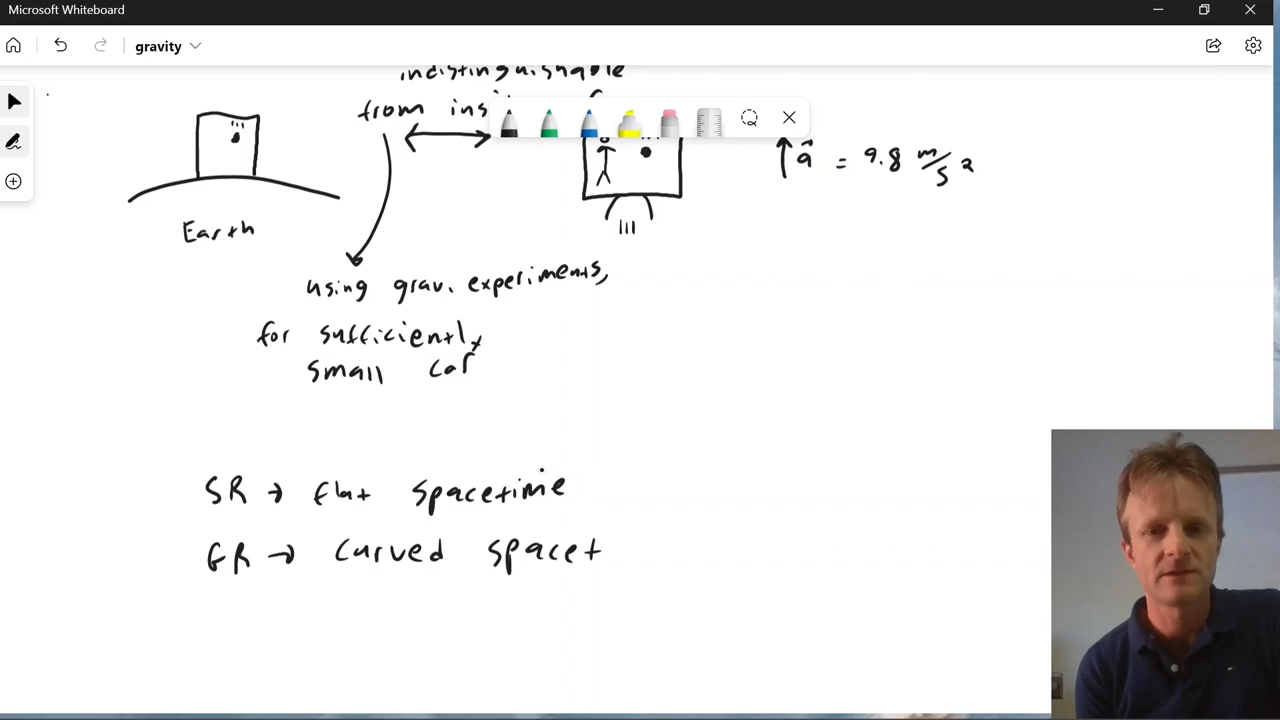 Microsoft Whiteboard
gravity
indistinguishable
from insi
a = 9.8 m/s2
Earth
using grav. experiments,
for sufficiently
small car
SR → flat spacetime
GR → curved spacet